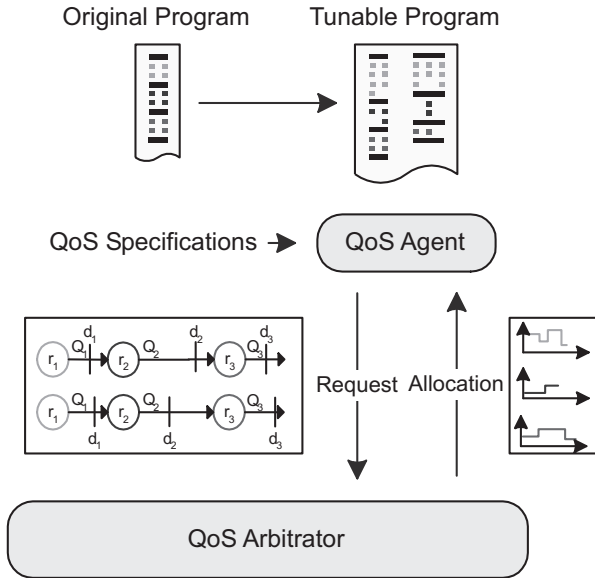 Original Program Tunable Program
QoS Specifications QoS Agent
d1 d2 d3
r1 Q1 r2 Q2 r3 Q3
Request Allocation
r1 Q1 r2 Q2 r3 Q3
d1 d2 d3
QoS Arbitrator